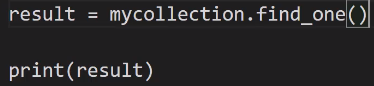 result = mycollection.find_one()
print(result)